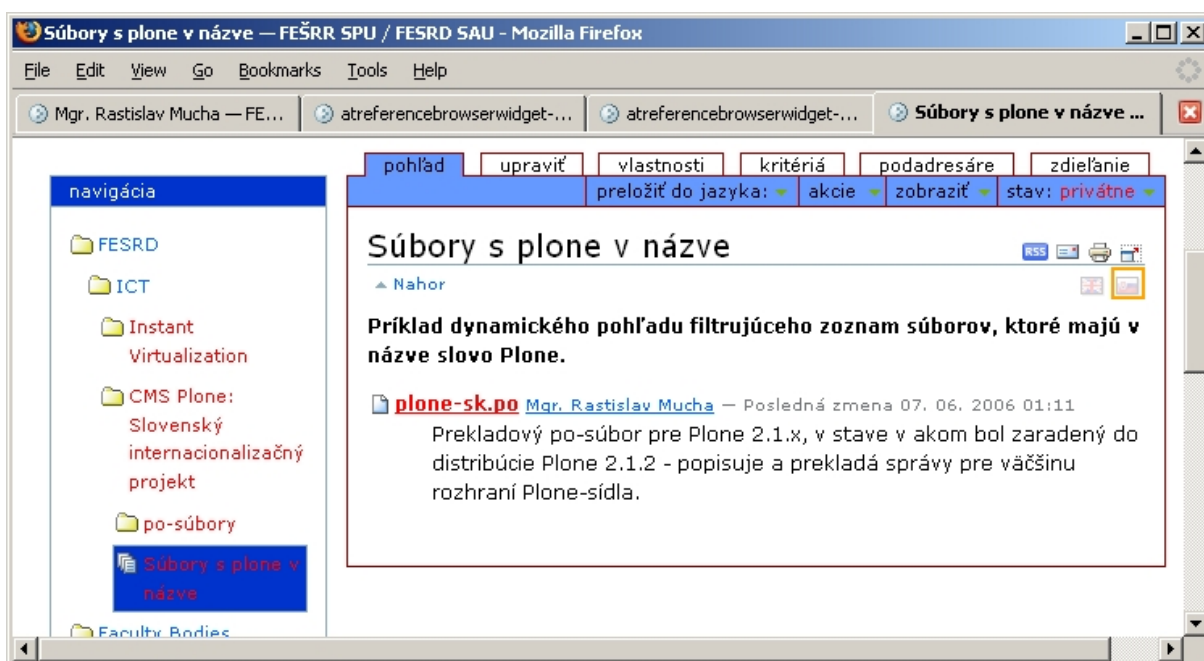 Súbory s plone v názve — FEŠRR SPU / FESRD SAU - Mozilla Firefox
File Edit View Go Bookmarks Tools Help
Mgr. Rastislav Mucha — FE... atreferencebrowserwidget-... atreferencebrowserwidget-... Súbory s plone v názve ...
pohľad upraviť vlastnosti kritériá podadresáre zdieľanie
preložiť do jazyka: akcie zobraziť stav: privátne
navigácia
FESRD
ICT
Instant
Virtualization
CMS Plone:
Slovenský
internacionalizačný
projekt
po-súbory
Súbory s plone v
názve
Faculty Bodies
Súbory s plone v názve
RSS
Nahor
Príklad dynamického pohľadu filtrujúceho zoznam súborov, ktoré majú v
názve slovo Plone.
plone-sk.po Mgr. Rastislav Mucha — Posledná zmena 07. 06. 2006 01:11
Prekladový po-súbor pre Plone 2.1.x, v stave v akom bol zaradený do
distribúcie Plone 2.1.2 - popisuje a prekladá správy pre väčšinu
rozhraní Plone-sídla.